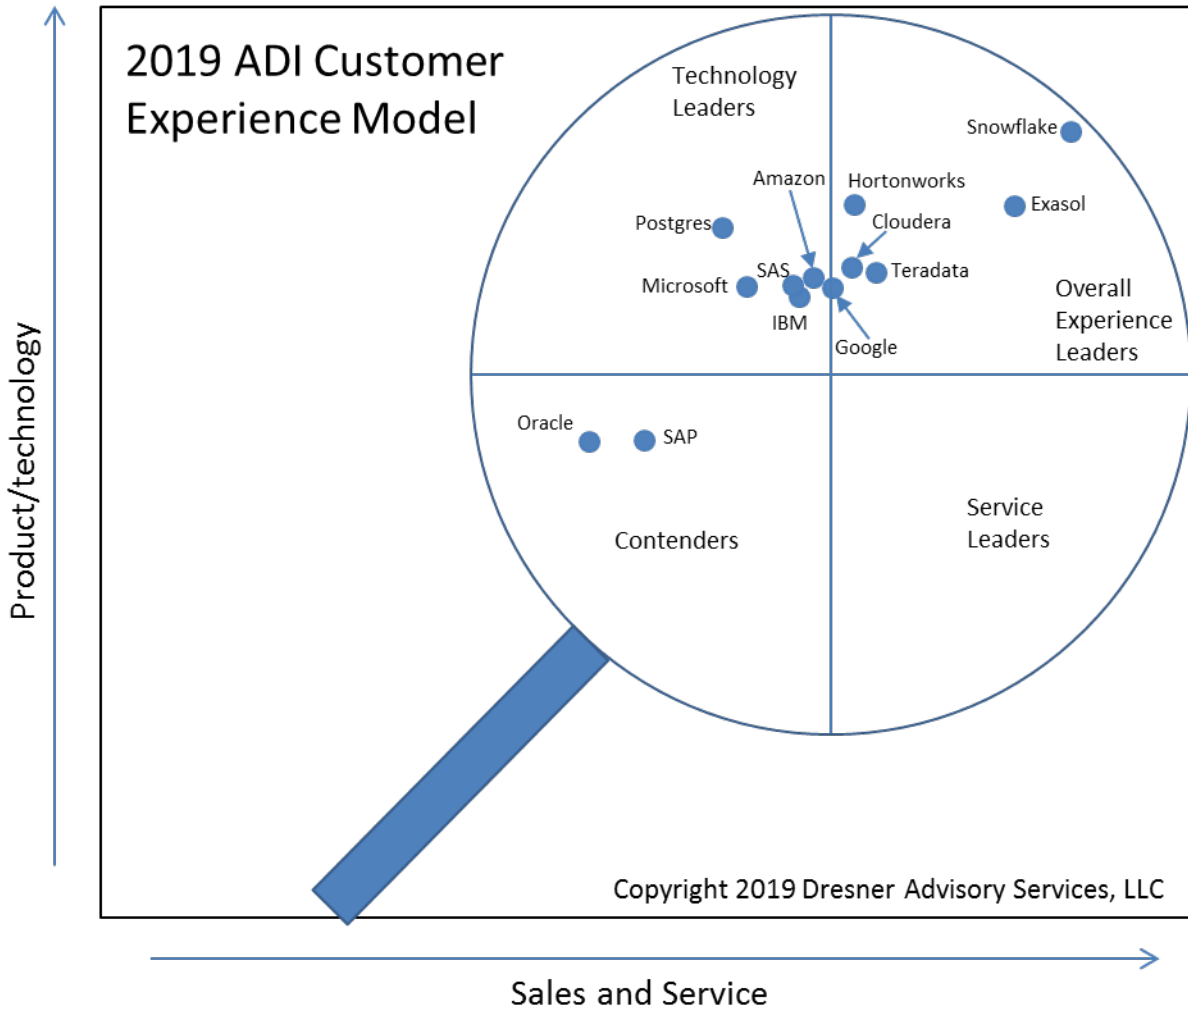 2019 ADI Customer
Experience Model
Technology
Leaders
Snowflake
Amazon
Hortonworks
Exasol
Postgres
Cloudera
SAS
Teradata
Microsoft
IBM
Google
Overall
Experience
Leaders
Oracle
SAP
Contenders
Service
Leaders
Product/technology
Copyright 2019 Dresner Advisory Services, LLC
Sales and Service